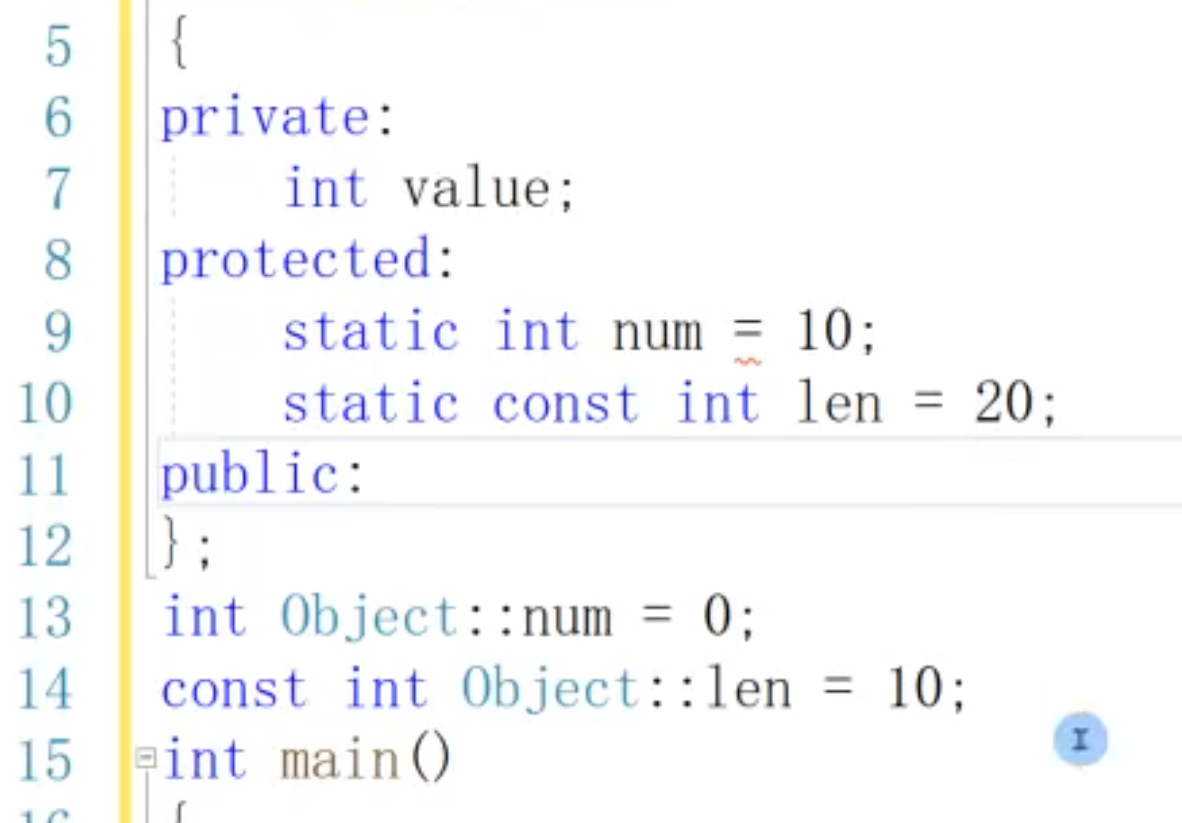 5 {
6 private:
7 int value;
8 protected:
9 static int num = 10;
10 static const int len = 20;
11 public:
12 };
13 int Object::num = 0;
14 const int Object::len = 10;
15 int main()
16 {